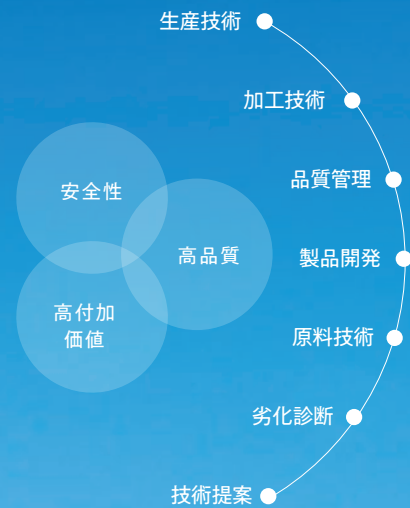 生産技術
加工技術
品質管理
安全性
高品質
製品開発
高付加
価値
原料技術
劣化診断
技術提案